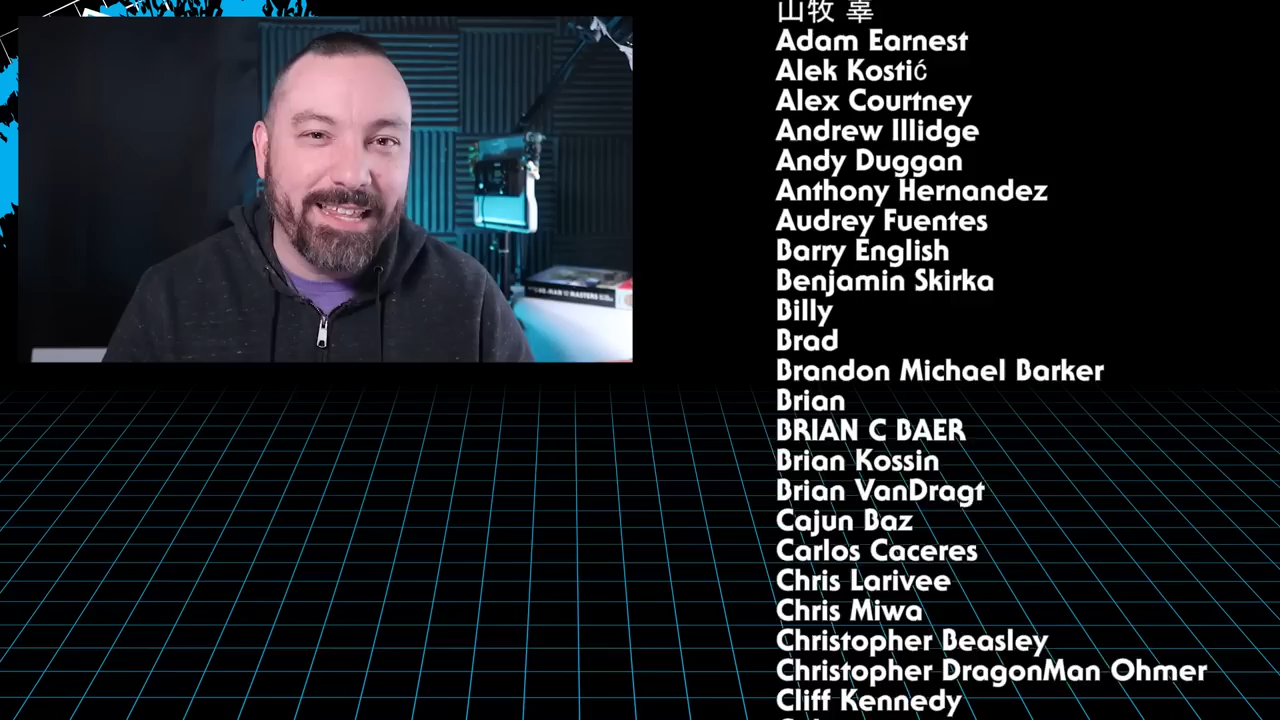 山牧 辜
Adam Earnest
Alek Kostić
Alex Courtney
Andrew Illidge
Andy Duggan
Anthony Hernandez
Audrey Fuentes
Barry English
Benjamin Skirka
Billy
Brad
Brandon Michael Barker
Brian
BRIAN C BAER
Brian Kossin
Brian VanDragt
Cajun Baz
Carlos Caceres
Chris Larivee
Chris Miwa
Christopher Beasley
Christopher DragonMan Ohmer
Cliff Kennedy